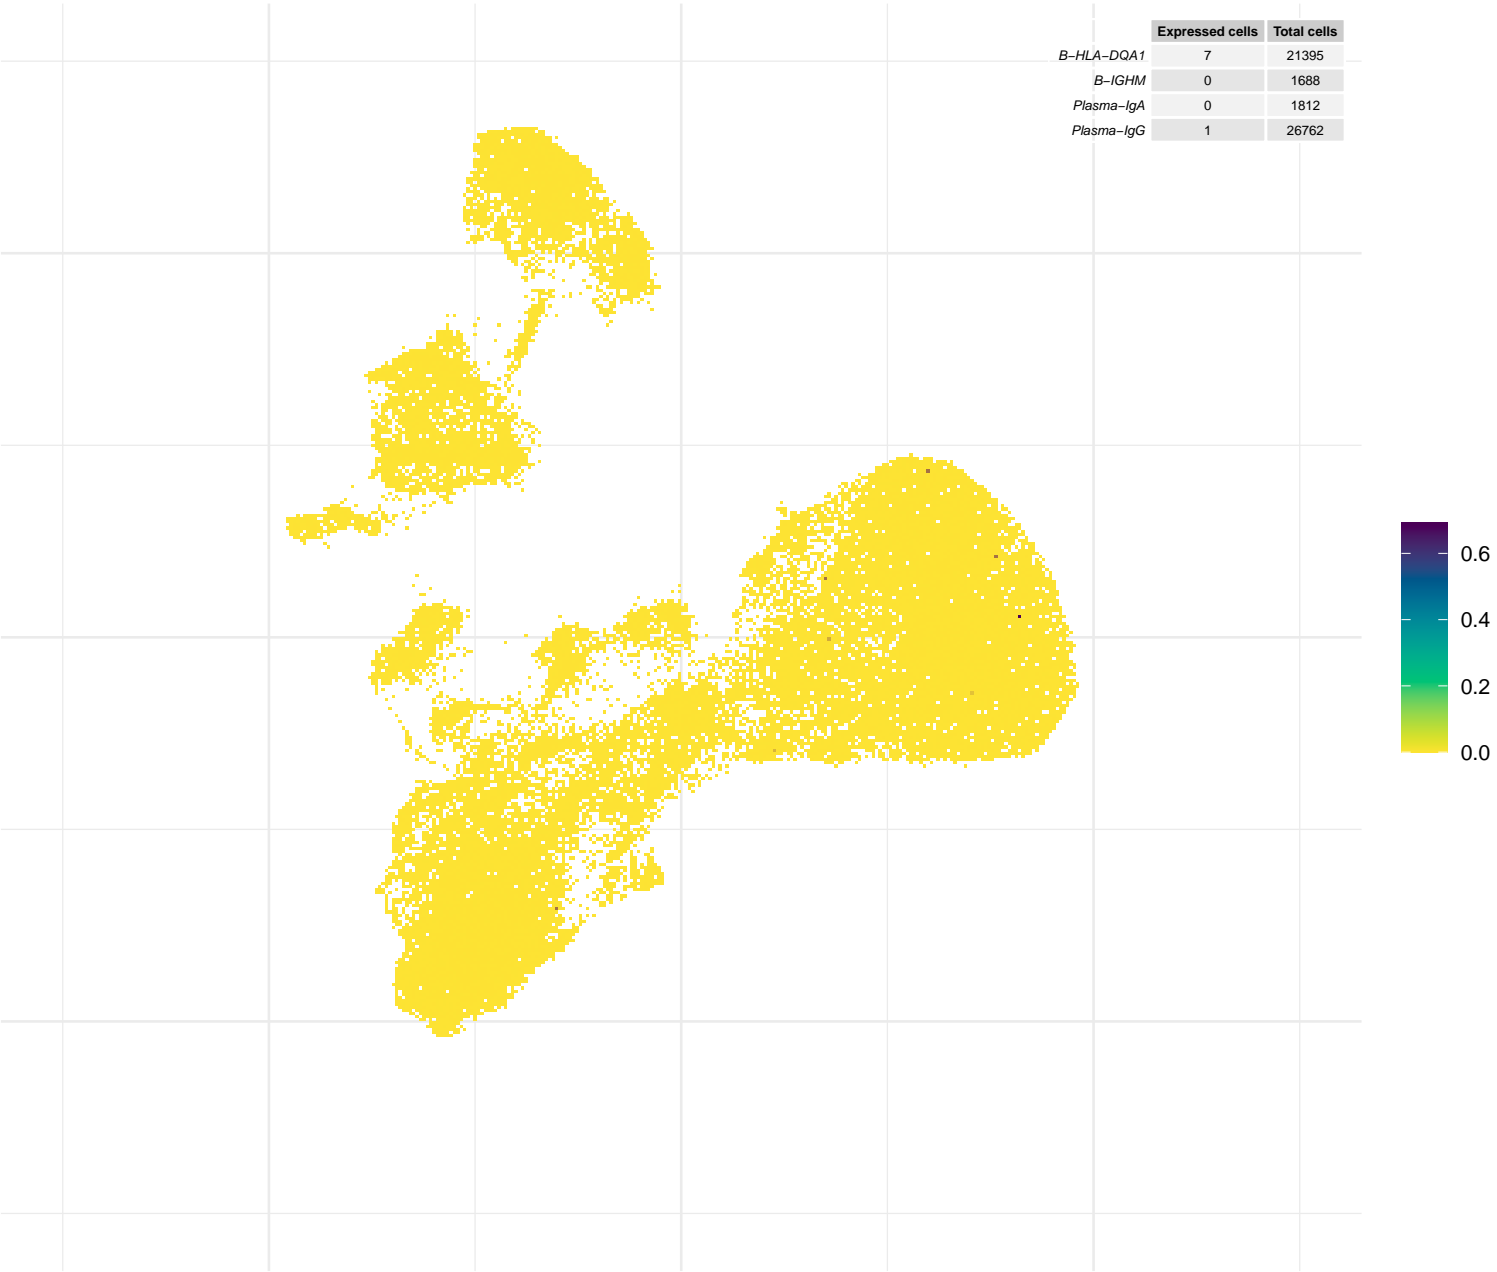 Expressed cells Total cells
B−HLA−DQA1 7 21395
B−IGHM 0 1688
Plasma−IgA 0 1812
Plasma−IgG 1 26762
0.6
0.4
0.2
0.0